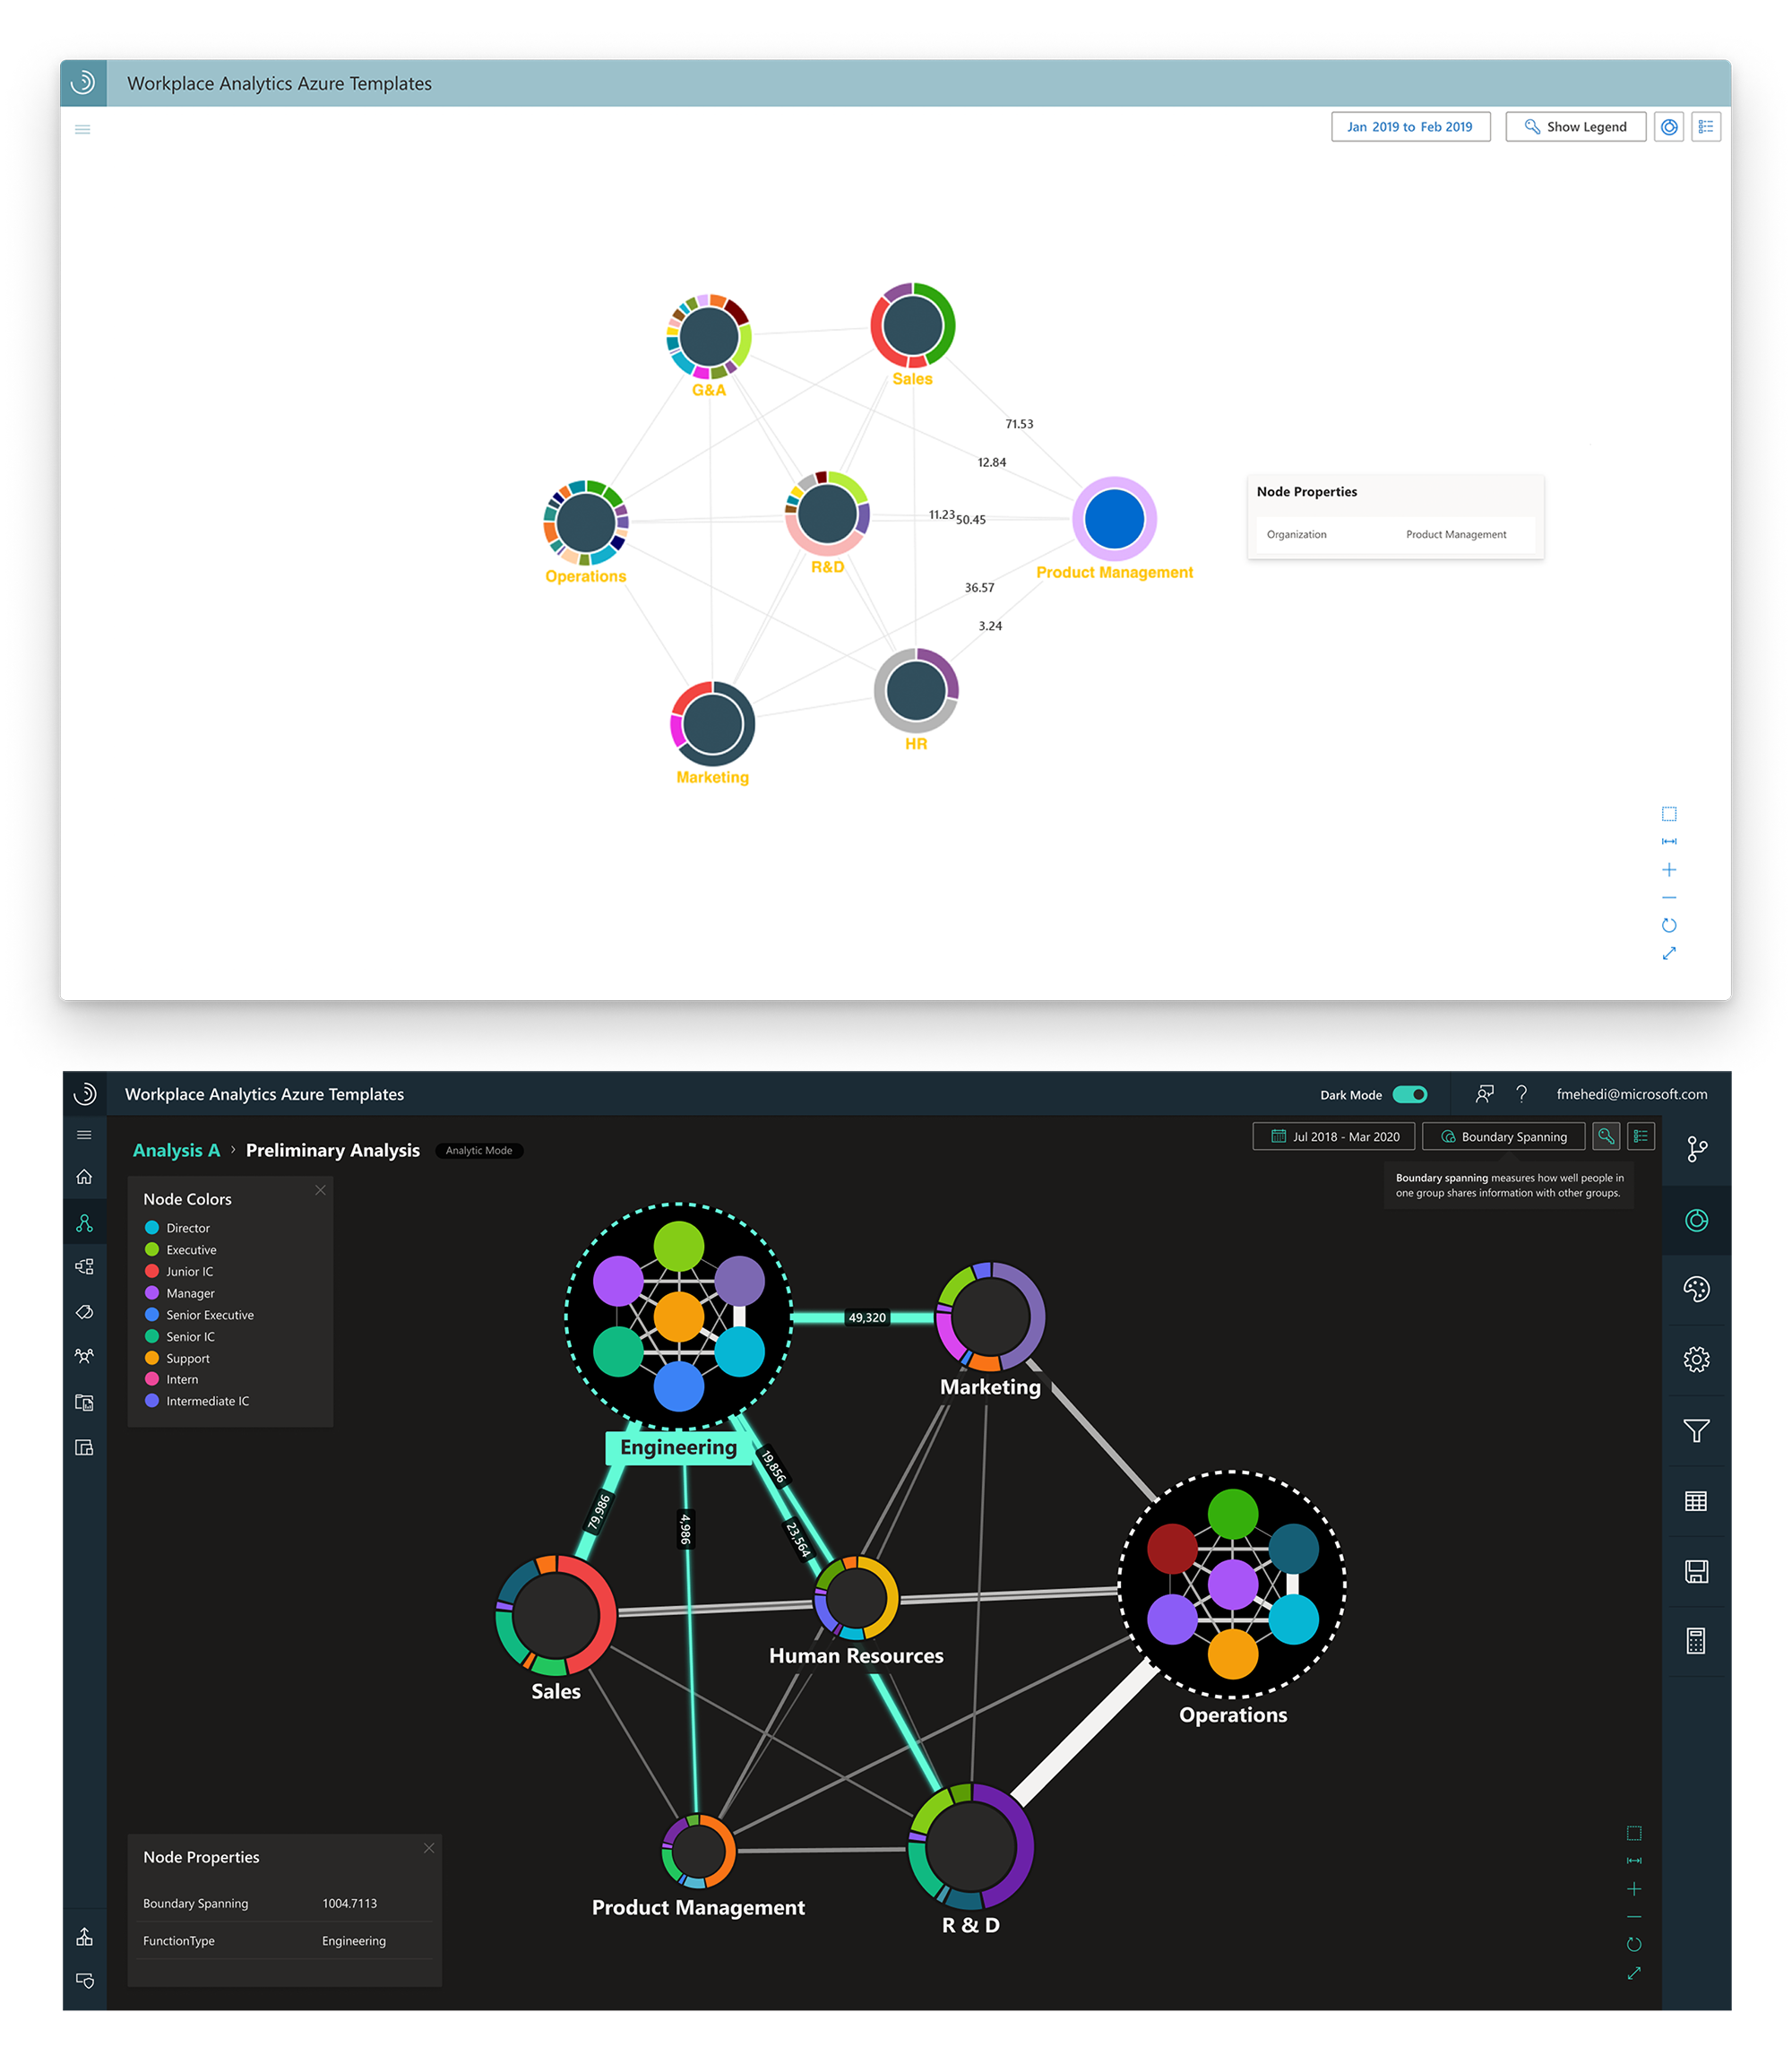 Workplace Analytics Azure Templates
Jan 2019 to Feb 2019
Show Legend
G&A
Sales
71.53
12.84
11.23
50.45
Node Properties
Organization Product Management
Operations
R&D
Product Management
36.57
3.24
HR
Marketing
Workplace Analytics Azure Templates
Dark Mode
?
fmehedi@microsoft.com
Analysis A › Preliminary Analysis
Analytic Mode
Jul 2018 - Mar 2020
Boundary Spanning
Boundary spanning measures how well people in
one group shares information with other groups.
Node Colors
Director
Executive
Junior IC
Manager
Senior Executive
Senior IC
Support
Intern
Intermediate IC
49,320
Marketing
Engineering
19,856
79,986
4,986
23,564
Human Resources
Sales
Operations
Product Management
R & D
Node Properties
Boundary Spanning 1004.7113
FunctionType Engineering